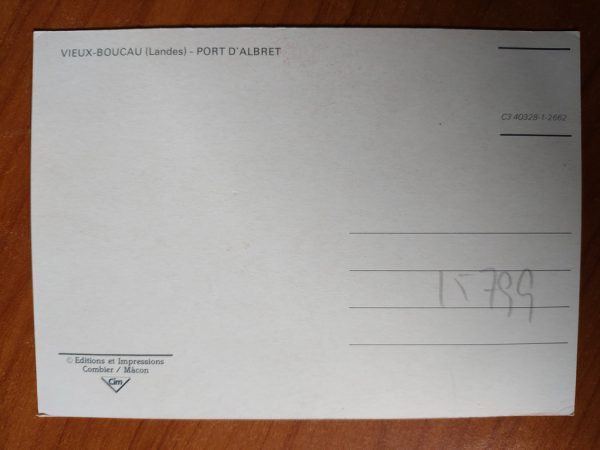 VIEUX-BOUCAU (Landes) - PORT D'ALBRET
C3 40328-1-2662
15799
© Editions et Impressions
Combier / Mâcon
Cim